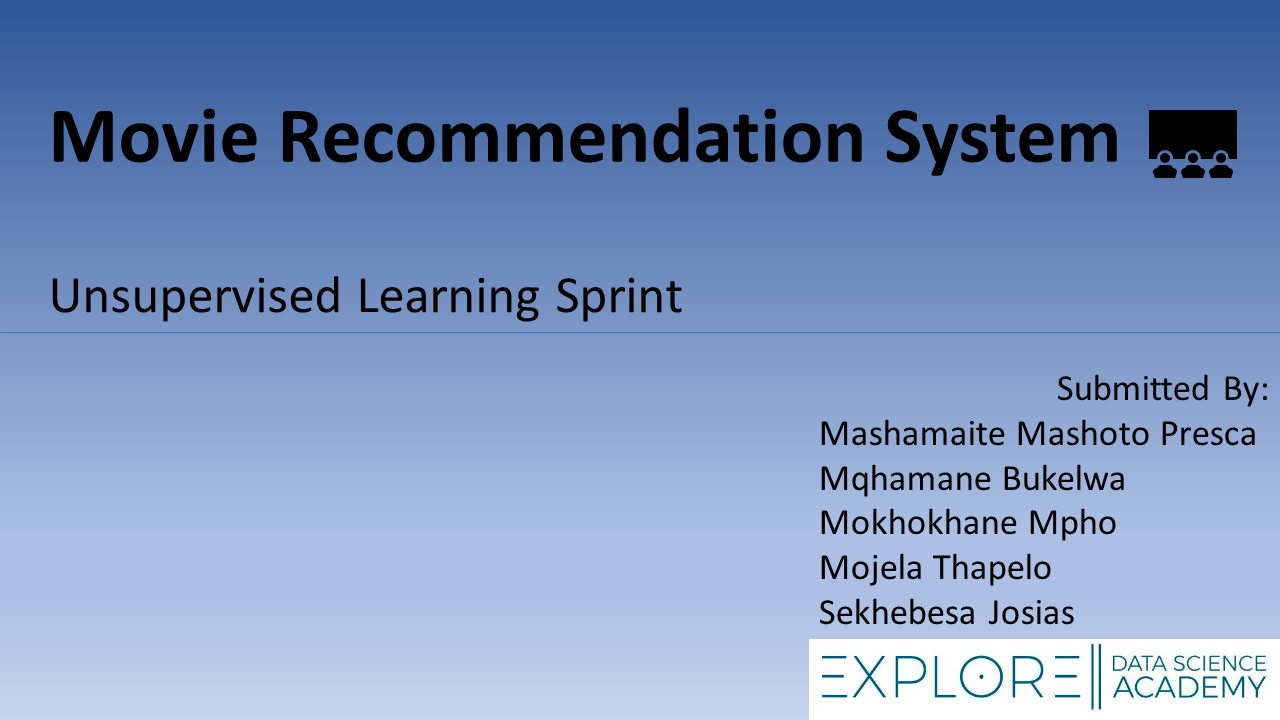 Movie Recommendation System
Unsupervised Learning Sprint
Submitted By:
Mashamaite Mashoto Presca
Mqhamane Bukelwa
Mokhokhane Mpho
Mojela Thapelo
Sekhebesa Josias
EXPLORE DATA SCIENCE
ACADEMY